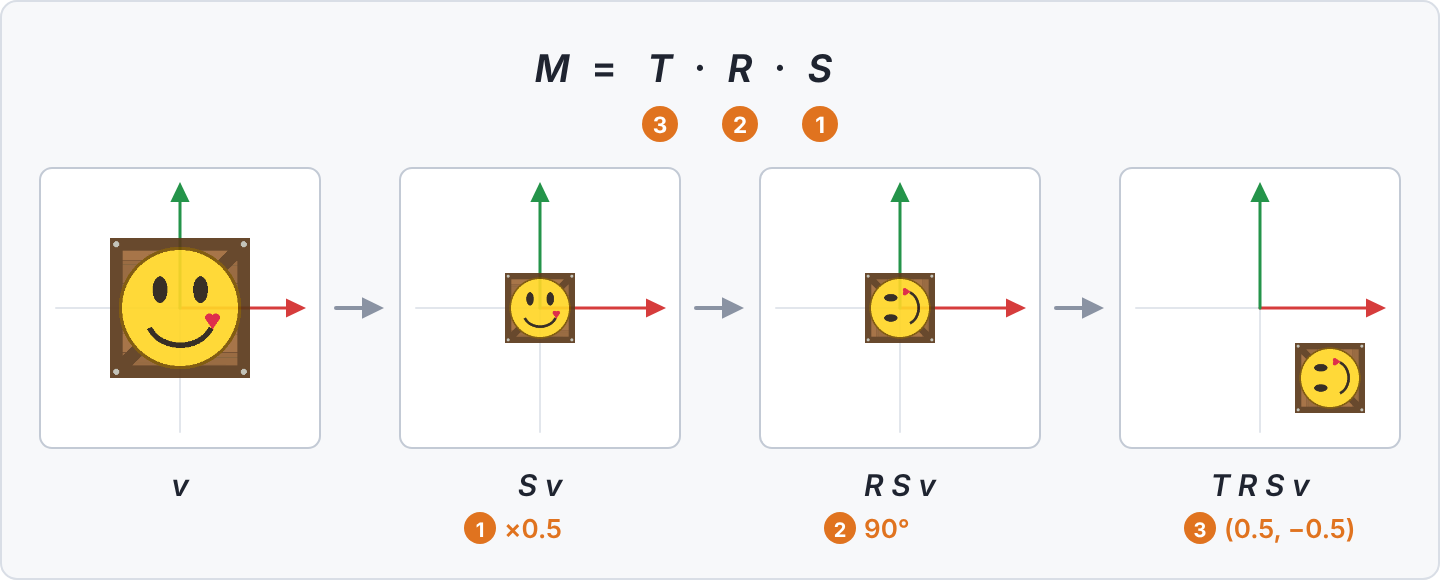 M = T · R · S
3 2 1
v
S v
1 ×0.5
R S v
2 90°
T R S v
3 (0.5, −0.5)